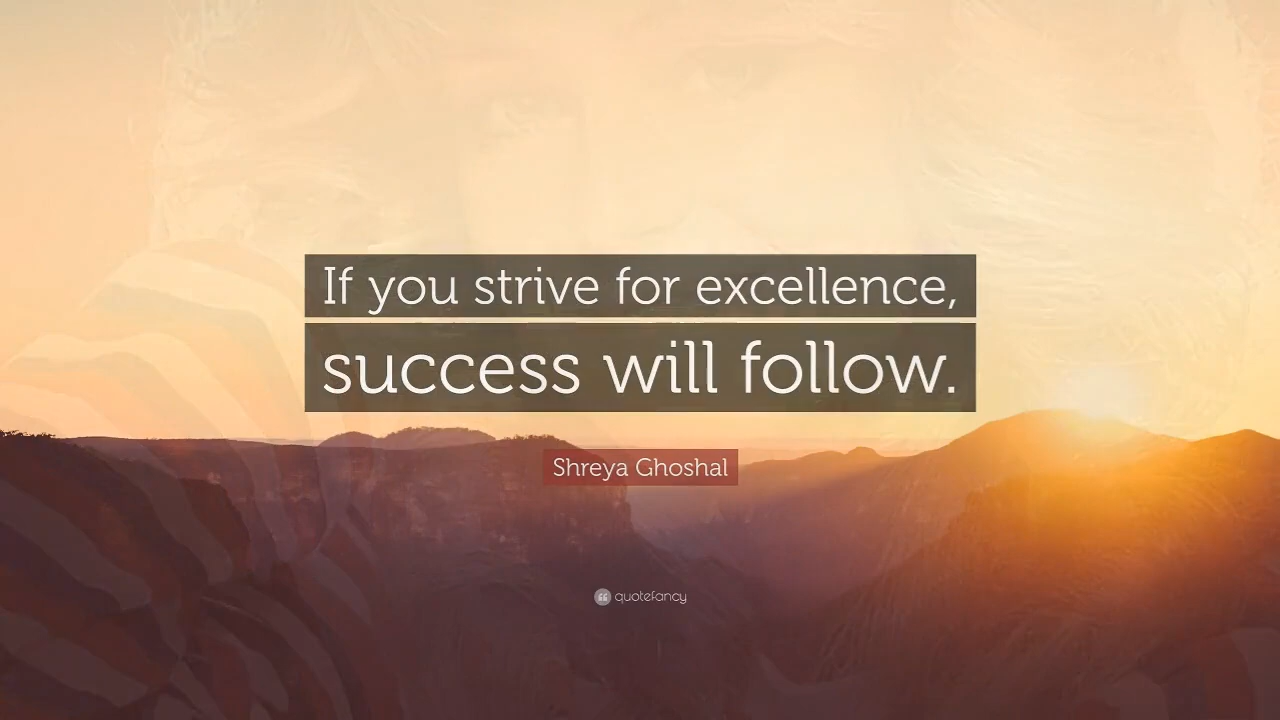 If you strive for excellence,
success will follow.
Shreya Ghoshal
quotefancy